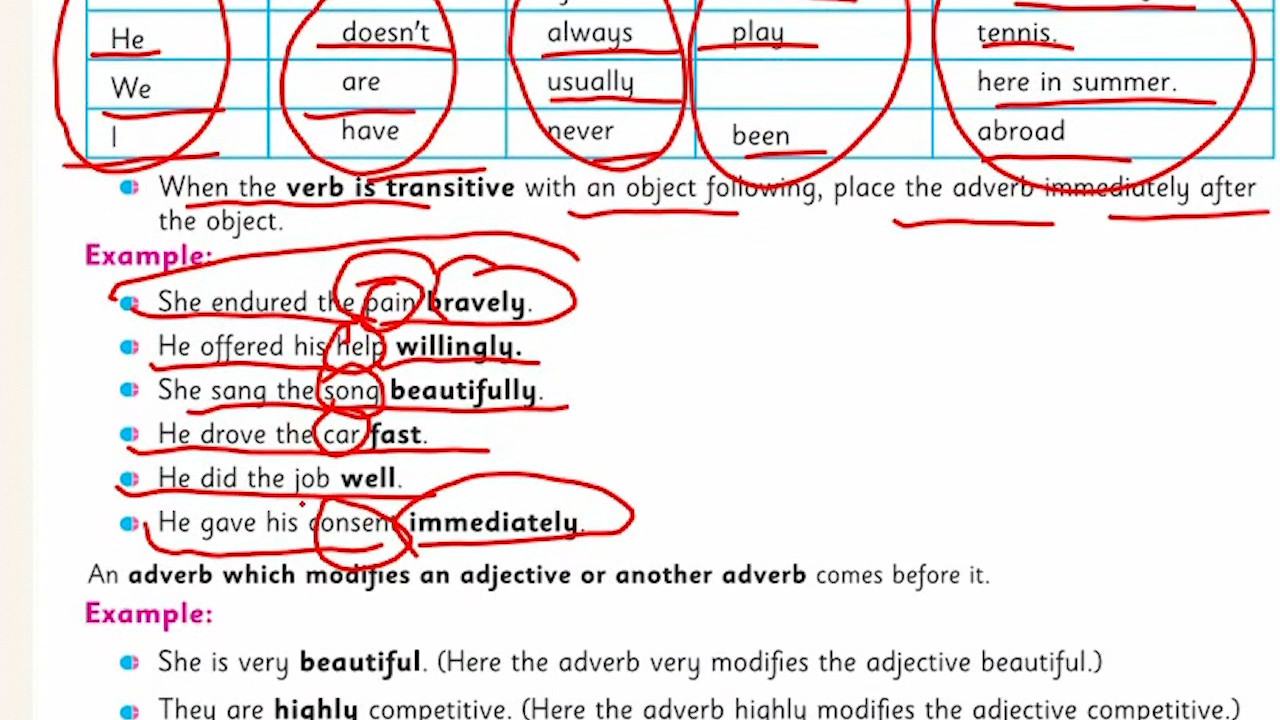 He doesn't always play tennis.
We are usually here in summer.
I have never been abroad
When the verb is transitive with an object following, place the adverb immediately after
the object.
Example:
She endured the pain bravely.
He offered his help willingly.
She sang the song beautifully.
He drove the car fast.
He did the job well.
He gave his consent immediately.
An adverb which modifies an adjective or another adverb comes before it.
Example:
She is very beautiful. (Here the adverb very modifies the adjective beautiful.)
They are highly competitive. (Here the adverb highly modifies the adjective competitive.)